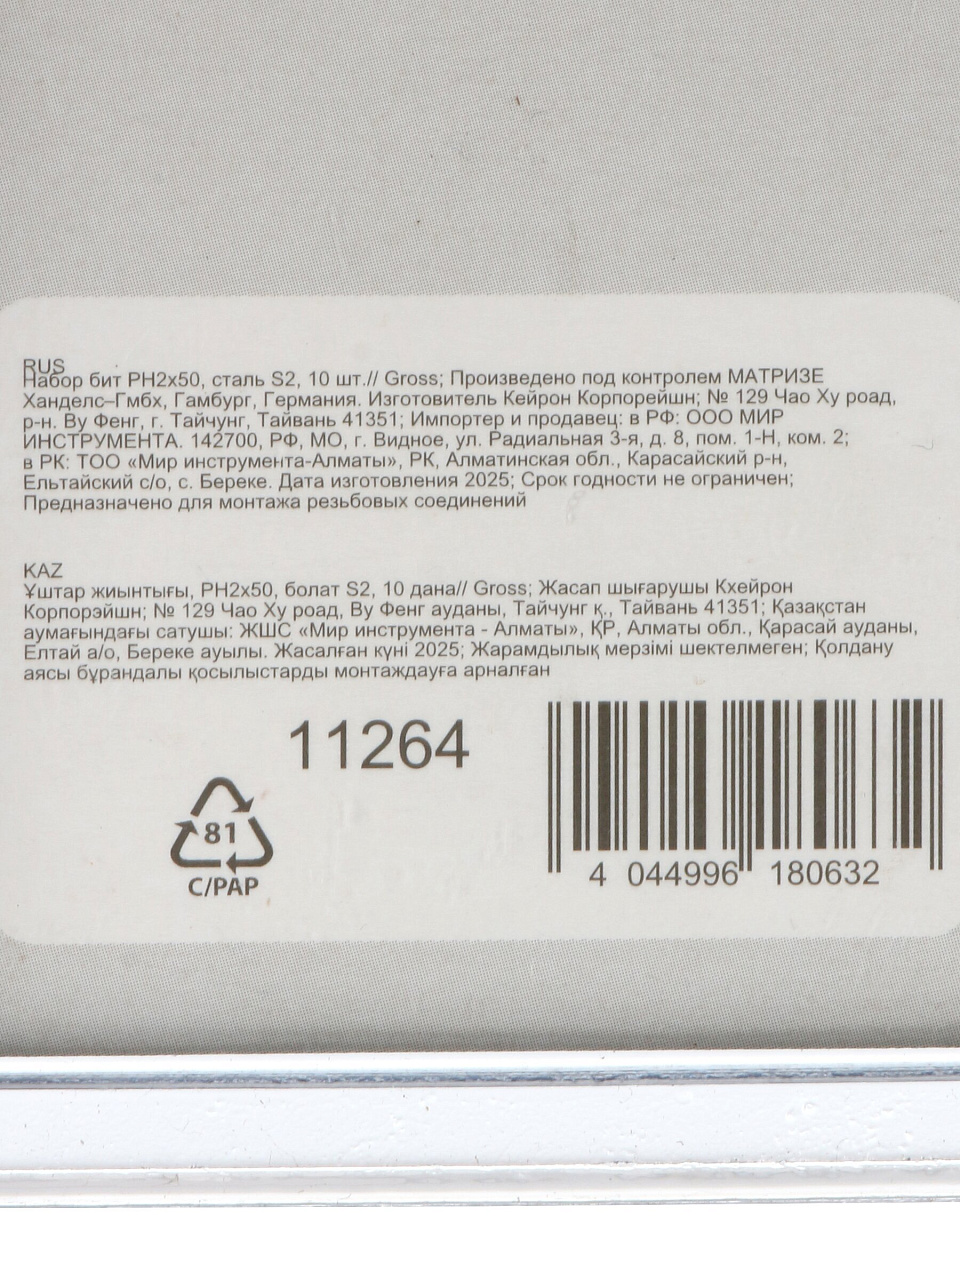 RUS
Набор бит PH2x50, сталь S2, 10 шт.// Gross; Произведено под контролем МАТРИЗЕ
Ханделс–Гмбх, Гамбург, Германия. Изготовитель Кейрон Корпорейшн; № 129 Чао Ху роад,
р-н. Ву Фенг, г. Тайчунг, Тайвань 41351; Импортер и продавец: в РФ: ООО МИР
ИНСТРУМЕНТА. 142700, РФ, МО, г. Видное, ул. Радиальная 3-я, д. 8, пом. 1-Н, ком. 2;
в РК: ТОО «Мир инструмента-Алматы», РК, Алматинская обл., Карасайский р-н,
Ельтайский с/о, с. Береке. Дата изготовления 2025; Срок годности не ограничен;
Предназначено для монтажа резьбовых соединений
KAZ
Ұштар жиынтығы, PH2x50, болат S2, 10 дана// Gross; Жасап шығарушы Кхейрон
Корпорэйшн; № 129 Чао Ху роад, Ву Фенг ауданы, Тайчунг қ., Тайвань 41351; Қазақстан
аумағындағы сатушы: ЖШС «Мир инструмента - Алматы», ҚР, Алматы обл., Қарасай ауданы,
Елтай а/о, Береке ауылы. Жасалған күні 2025; Жарамдылық мерзімі шектелмеген; Қолдану
аясы бұрандалы қосылыстарды монтаждауға арналған
11264
81
C/PAP
4 044996 180632